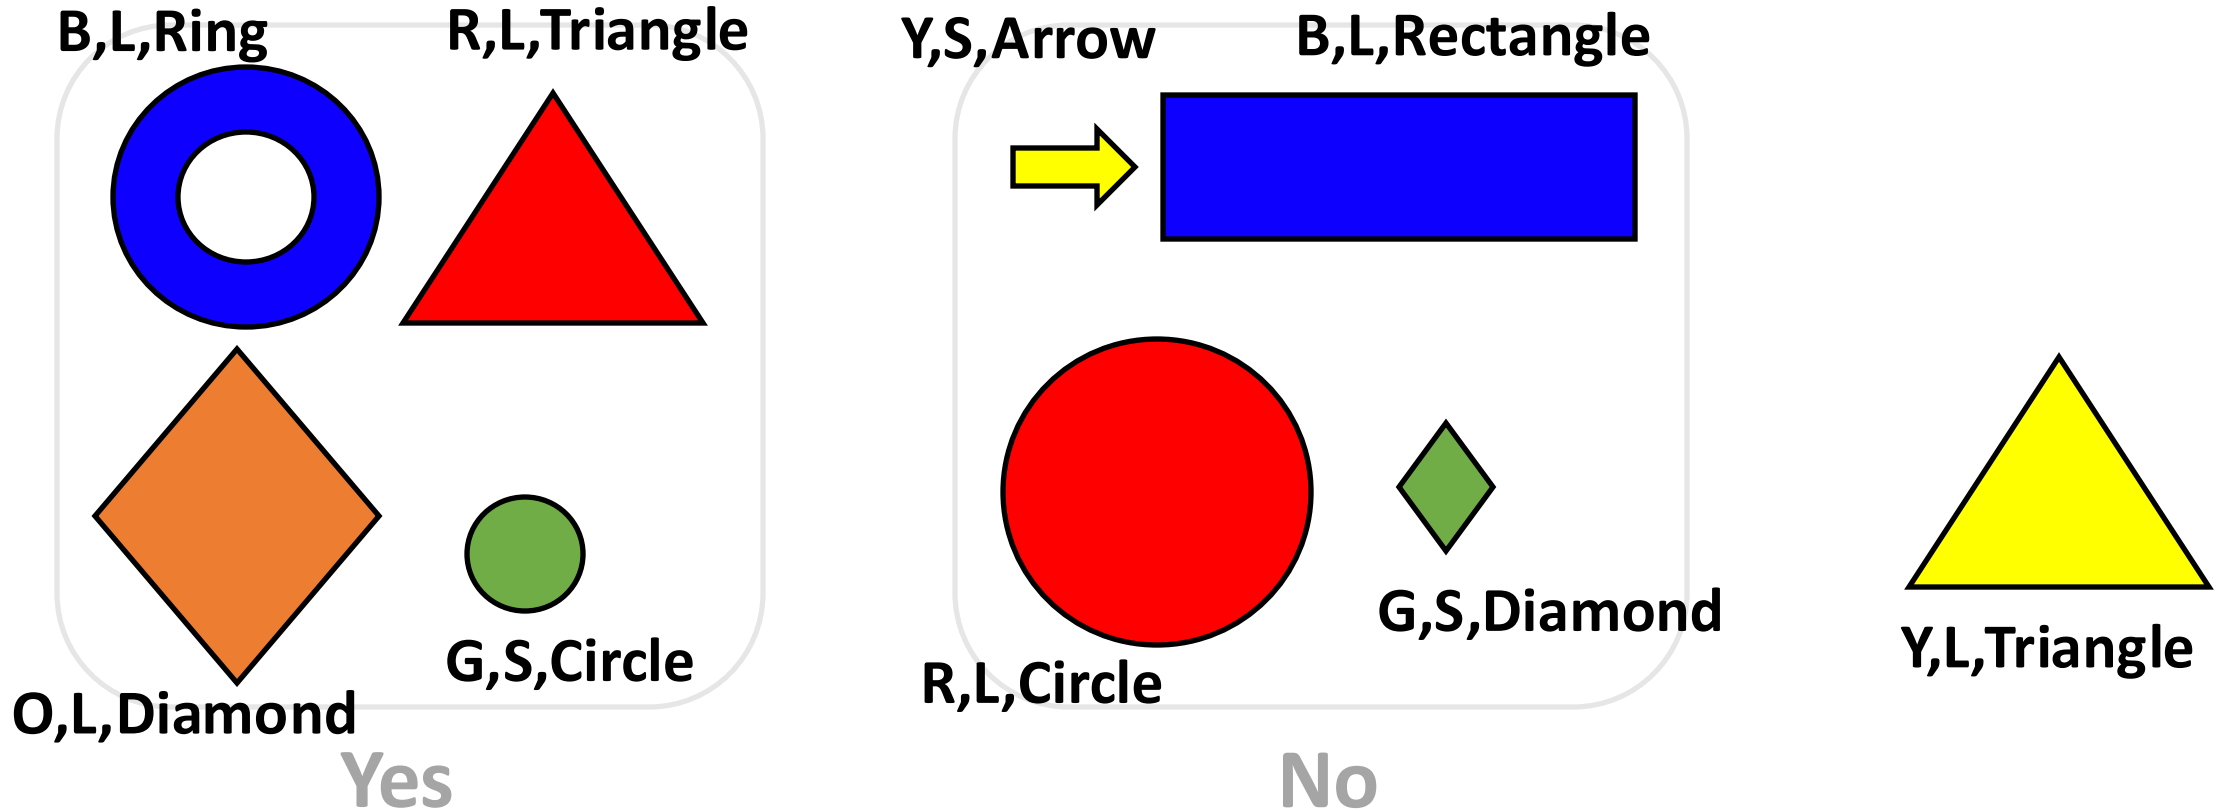 B,L,Ring
R,L,Triangle
O,L,Diamond
G,S,Circle
Yes
Y,S,Arrow
B,L,Rectangle
R,L,Circle
G,S,Diamond
No
Y,L,Triangle